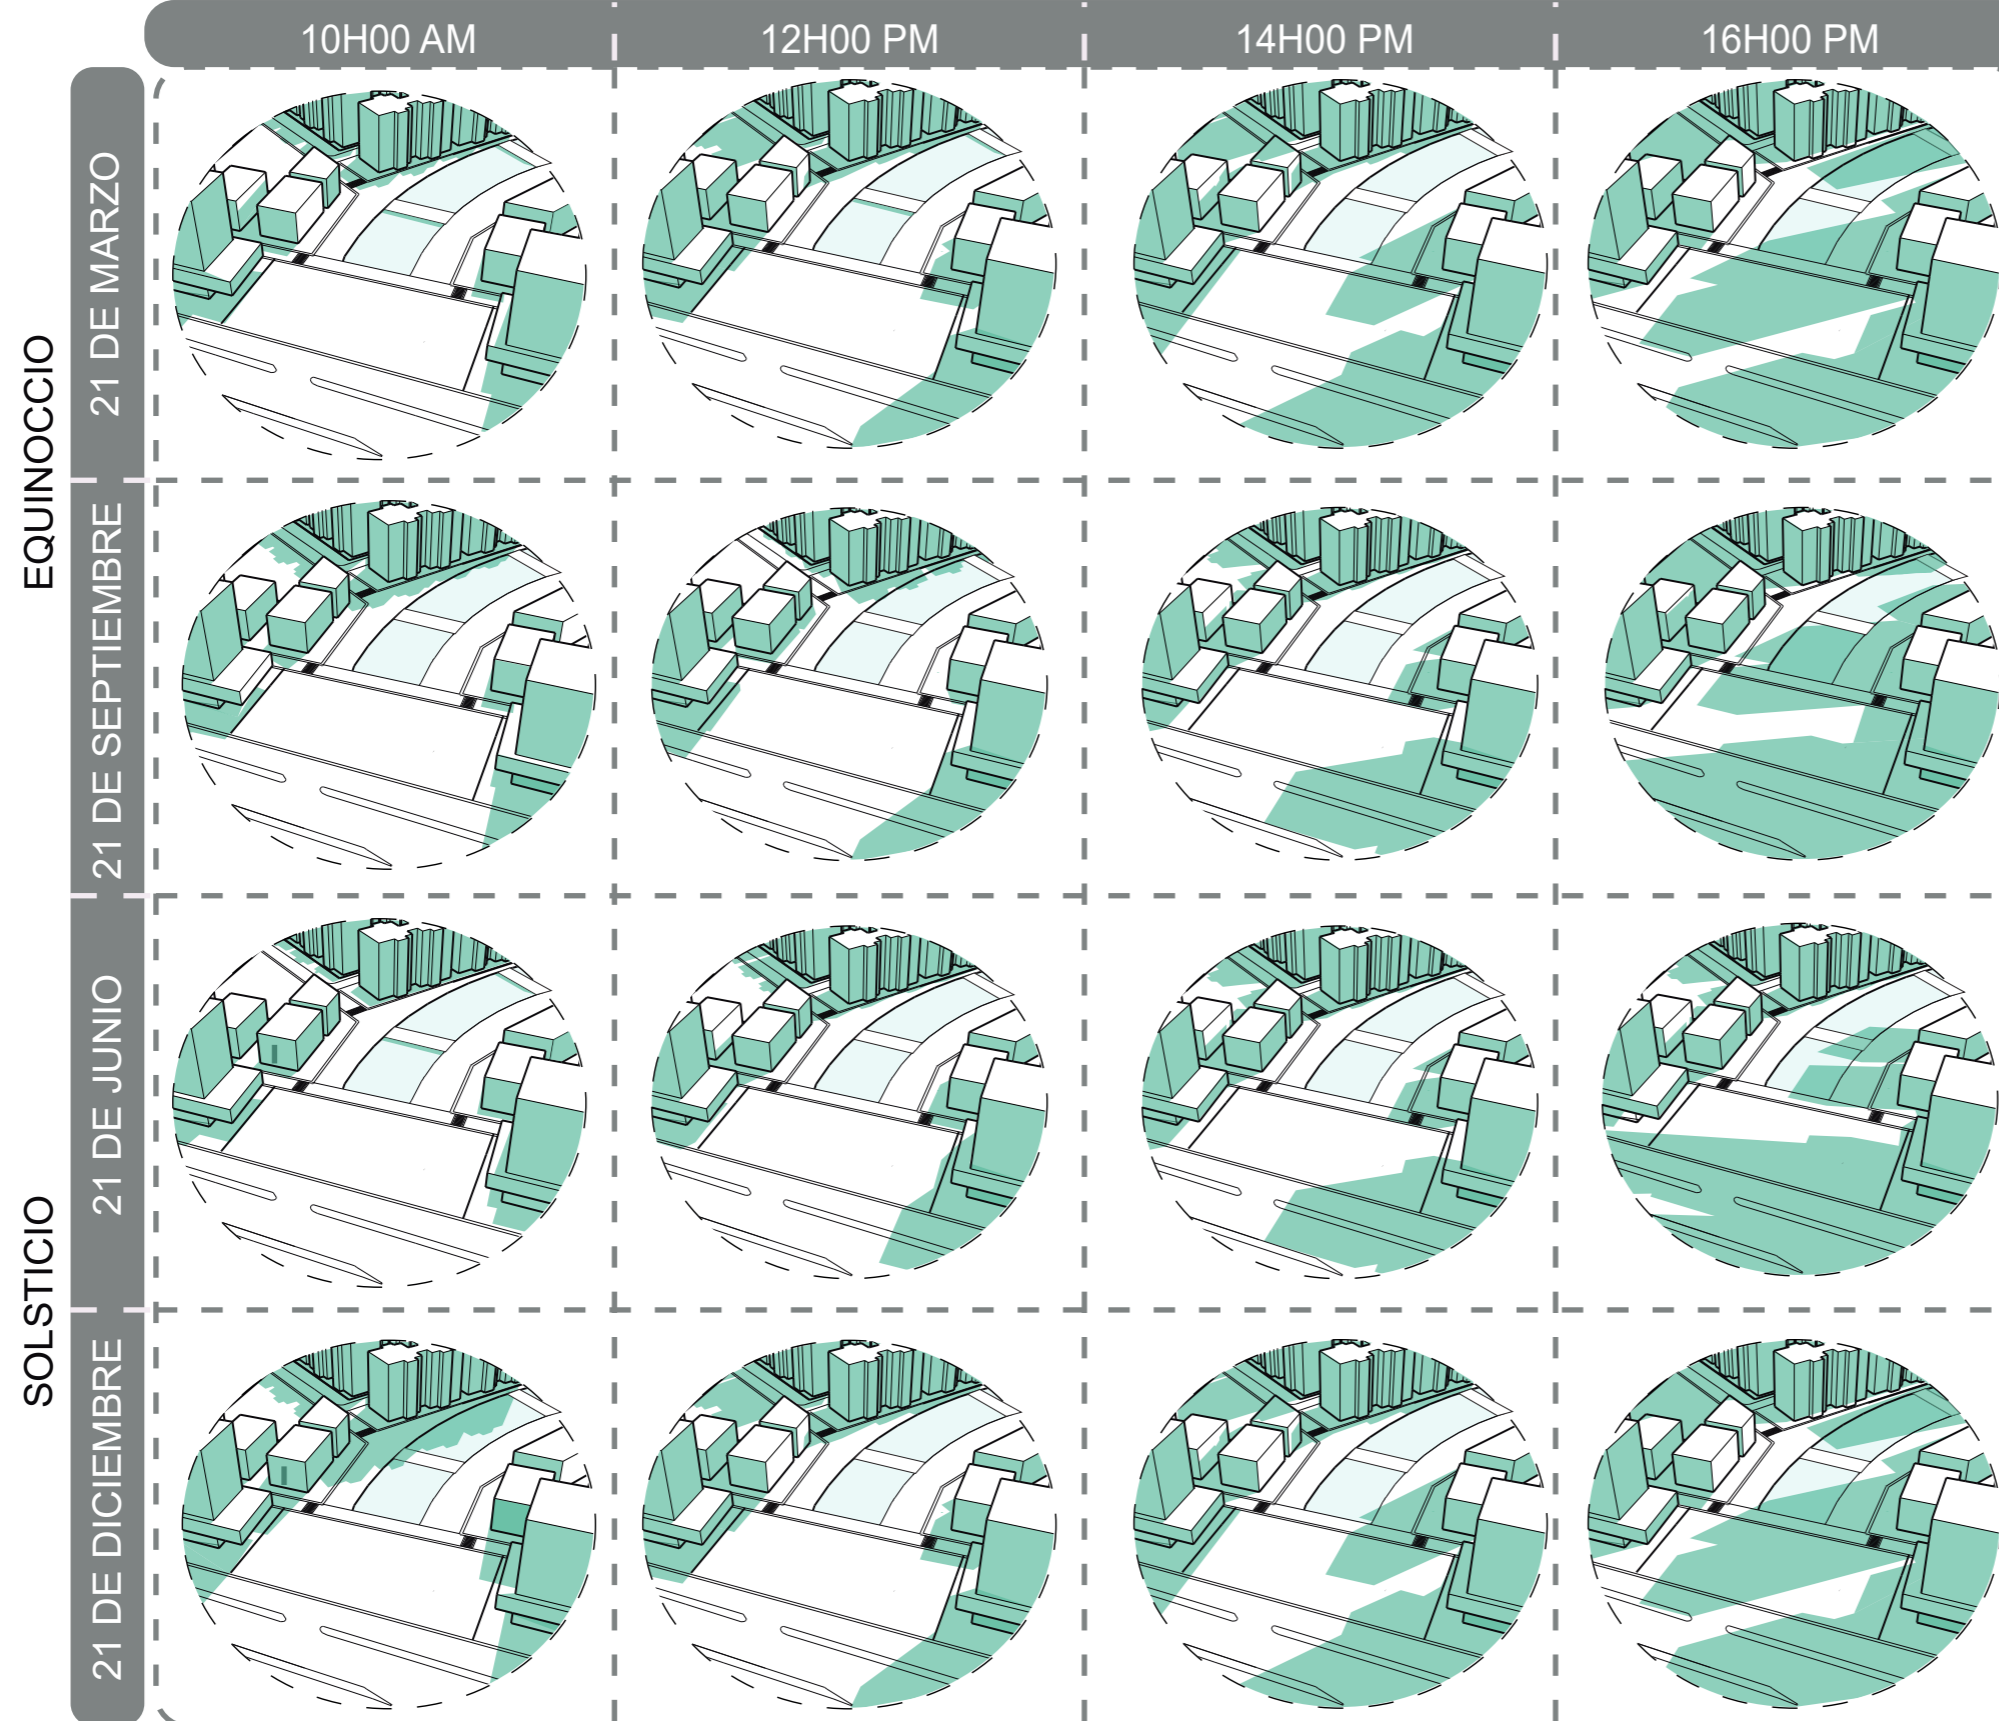 10H00 AM
12H00 PM
14H00 PM
16H00 PM
EQUINOCCIO
21 DE MARZO
21 DE SEPTIEMBRE
SOLSTICIO
21 DE JUNIO
21 DE DICIEMBRE